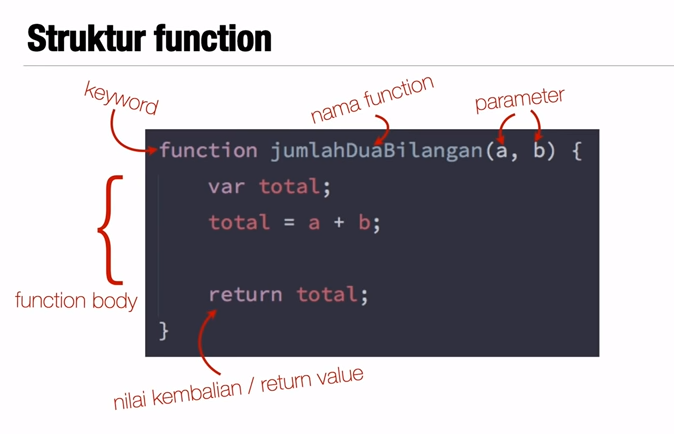 Struktur function
keyword
nama function
parameter
function jumlahDuaBilangan(a, b) {
var total;
total = a + b;
return total;
}
function body
nilai kembalian / return value